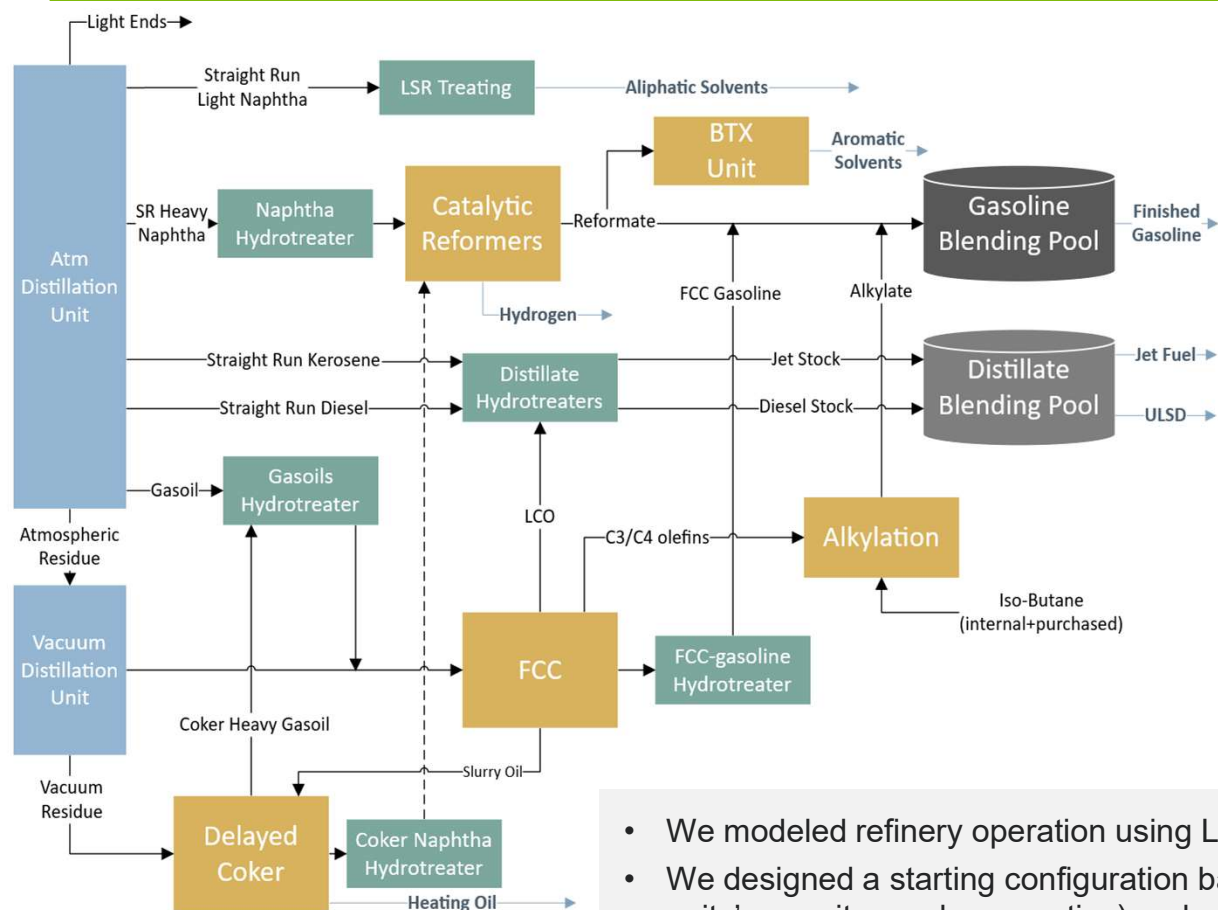 Light Ends
Straight Run
Light Naphtha
LSR Treating
Aliphatic Solvents
BTX
Unit
Aromatic
Solvents
SR Heavy
Naphtha
Naphtha
Hydrotreater
Catalytic
Reformers
Reformate
Gasoline
Blending Pool
Finished
Gasoline
Atm
Distillation
Unit
FCC Gasoline
Alkylate
Hydrogen
Straight Run Kerosene
Distillate
Hydrotreaters
Jet Stock
Distillate
Blending Pool
Jet Fuel
Straight Run Diesel
Diesel Stock
ULSD
Gasoil
Gasoils
Hydrotreater
LCO
C3/C4 olefins
Alkylation
Atmospheric
Residue
Iso-Butane
(internal+purchased)
Vacuum
Distillation
Unit
FCC
FCC-gasoline
Hydrotreater
Coker Heavy Gasoil
Slurry Oil
Vacuum
Residue
Delayed
Coker
Coker Naphtha
Hydrotreater
Heating Oil
• We modeled refinery operation using L
• We designed a starting configuration ba